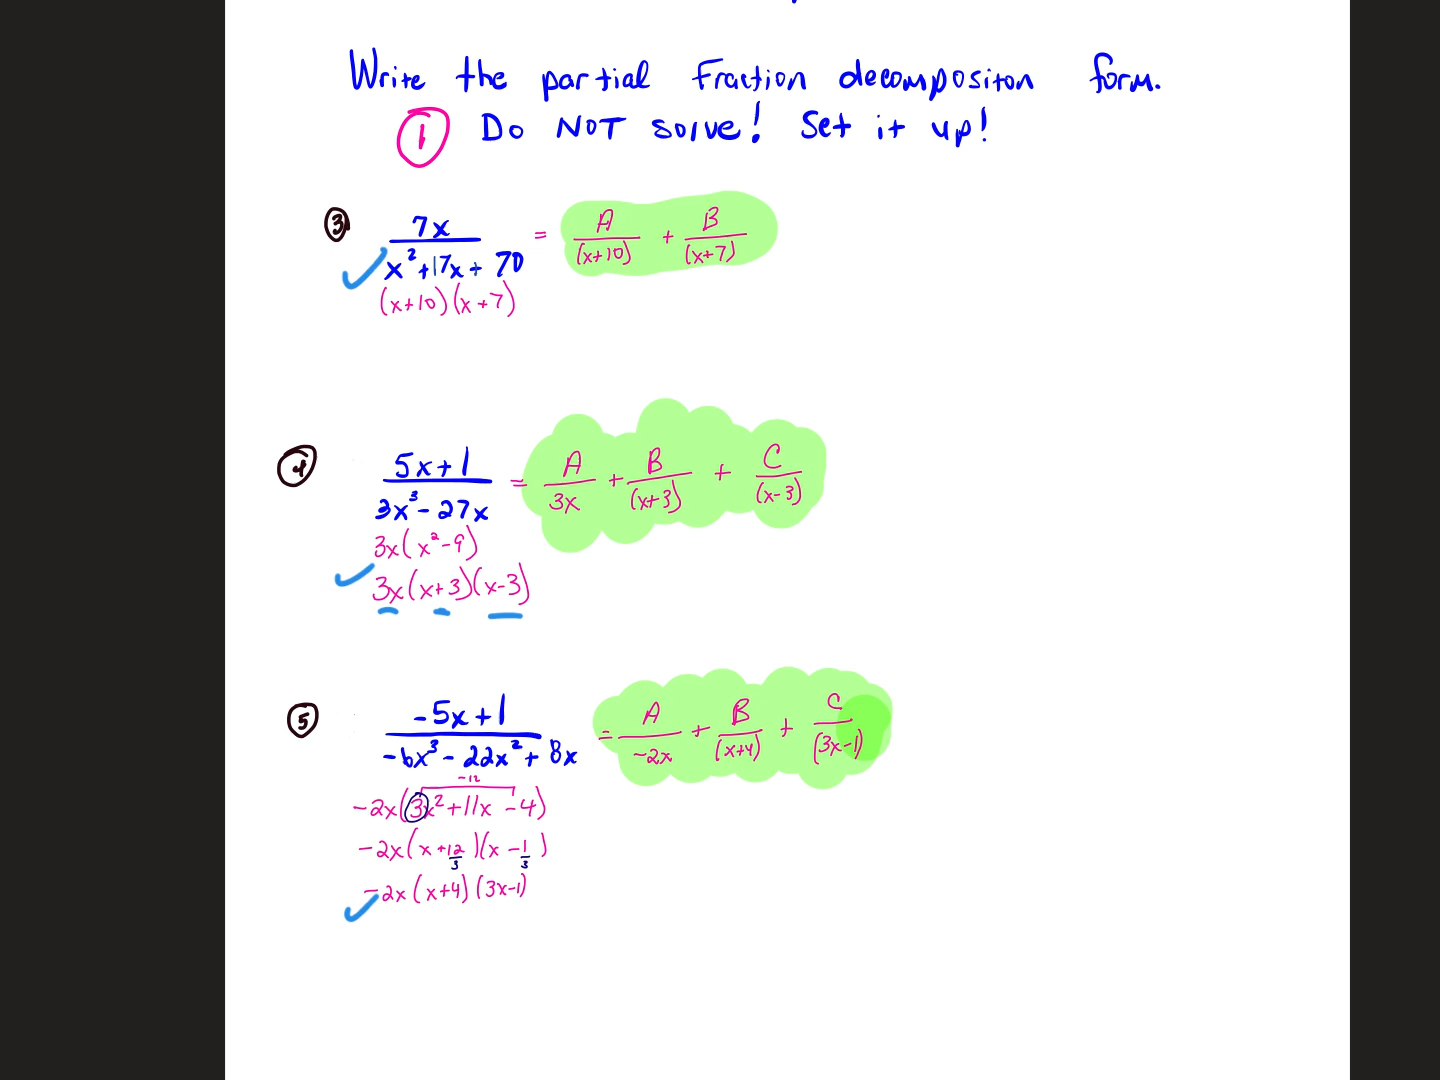 Write the partial Fraction decompositon form.
① Do NOT solve! Set it up!
③ 7x / x²+17x+70 = A/(x+10) + B/(x+7)
(x+10)(x+7)
④ 5x+1 / 3x³-27x = A/3x + B/(x+3) + C/(x-3)
3x(x²-9)
3x(x+3)(x-3)
⑤ -5x+1 / -6x³-22x²+8x = A/-2x + B/(x+4) + C/(3x-1)
-12
-2x(3x²+11x-4)
-2x(x+12/3)(x-1/3)
-2x(x+4)(3x-1)